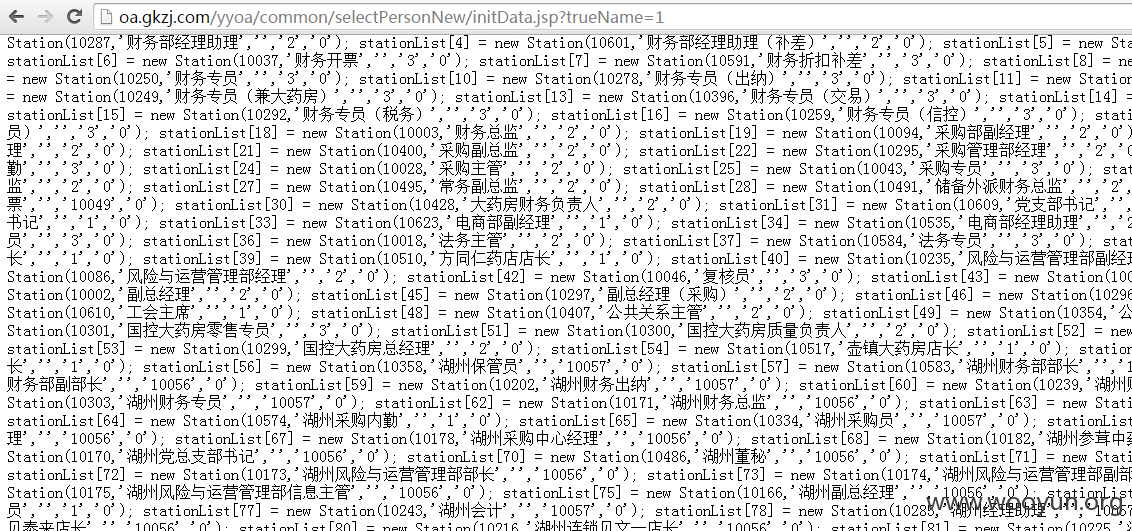 oa.gkzj.com/yyoa/common/selectPersonNew/initData.jsp?trueName=1
Station(10287,'财务部经理助理','','2','0'); stationList[4] = new Station(10601,'财务部经理助理（补差）','','2','0'); stationList[5] =
stationList[6] = new Station(10037,'财务开票','','3','0'); stationList[7] = new Station(10591,'财务折扣补差','','3','0'); stationList[8] = ne
= new Station(10250,'财务专员','','3','0'); stationList[10] = new Station(10278,'财务专员（出纳）','','3','0'); stationList[11] = new
= new Station(10249,'财务专员（兼大药房）','','3','0'); stationList[13] = new Station(10396,'财务专员（交易）','','3','0'); stationList[14] =
stationList[15] = new Station(10292,'财务专员（税务）','','3','0'); stationList[16] = new Station(10259,'财务专员（信控）','','3','0'); stati
员）','','3','0'); stationList[18] = new Station(10003,'财务总监','','2','0'); stationList[19] = new Station(10094,'采购部副经理','','2','0')
理','','2','0'); stationList[21] = new Station(10400,'采购副总监','','2','0'); stationList[22] = new Station(10295,'采购管理部经理','','2','0
勤','','3','0'); stationList[24] = new Station(10028,'采购主管','','2','0'); stationList[25] = new Station(10043,'采购专员','','3','0');
监','','2','0'); stationList[27] = new Station(10495,'常务副总监','','2','0'); stationList[28] = new Station(10491,'储备外派财务总监','','2',
票','','10049','0'); stationList[30] = new Station(10428,'大药房财务负责人','','2','0'); stationList[31] = new Station(10609,'党支部书记','
书记','','1','0'); stationList[33] = new Station(10623,'电商部副经理','','1','0'); stationList[34] = new Station(10535,'电商部经理助理','
员','','3','0'); stationList[36] = new Station(10018,'法务主管','','2','0'); stationList[37] = new Station(10584,'法务专员','','3','0'); st
长','','1','0'); stationList[39] = new Station(10510,'方同仁药店店长','','1','0'); stationList[40] = new Station(10235,'风险与运营管理部副经
Station(10086,'风险与运营管理部经理','','2','0'); stationList[42] = new Station(10046,'复核员','','3','0'); stationList[43] = new Station(100
Station(10002,'副总经理','','2','0'); stationList[45] = new Station(10297,'副总经理（采购）','','2','0'); stationList[46] = new Station(10296
Station(10610,'工会主席','','1','0'); stationList[48] = new Station(10407,'公共关系主管','','2','0'); stationList[49] = new Station(10354,'公
Station(10301,'国控大药房零售专员','','3','0'); stationList[51] = new Station(10300,'国控大药房质量负责人','','2','0'); stationList[52] = new
stationList[53] = new Station(10299,'国控大药房总经理','','2','0'); stationList[54] = new Station(10517,'壶镇大药房店长','','1','0'); station
长','','1','0'); stationList[56] = new Station(10358,'湖州保管员','','10057','0'); stationList[57] = new Station(10583,'湖州财务部部长','','
财务部副部长','','10056','0'); stationList[59] = new Station(10202,'湖州财务出纳','','10057','0'); stationList[60] = new Station(10239,'湖州财
Station(10303,'湖州财务专员','','10057','0'); stationList[62] = new Station(10171,'湖州财务总监','','10056','0'); stationList[63] = new
stationList[64] = new Station(10574,'湖州采购内勤','','1','0'); stationList[65] = new Station(10334,'湖州采购员','','10057','0'); station
理','','10056','0'); stationList[67] = new Station(10178,'湖州采购中心经理','','10056','0'); stationList[68] = new Station(10182,'湖州参茸中
Station(10170,'湖州党总支部书记','','10056','0'); stationList[70] = new Station(10486,'湖州董秘','','10056','0'); stationList[71] = new
stationList[72] = new Station(10173,'湖州风险与运营管理部部长','','10056','0'); stationList[73] = new Station(10174,'湖州风险与运营管理部副部
Station(10175,'湖州风险与运营管理部信息主管','','10056','0'); stationList[75] = new Station(10166,'湖州副总经理','','10056','0');
员','','1','0'); stationList[77] = new Station(10243,'湖州会计','','10057','0'); stationList[78] = new Station(10285,'湖州经理助理','','1005
贝泰来店长','','1','0'); stationList[80] = new Station(10216,'湖州连锁贝文一店长','','10057','0'); stationList[81] = new Station(10225,
www.wooyun.org